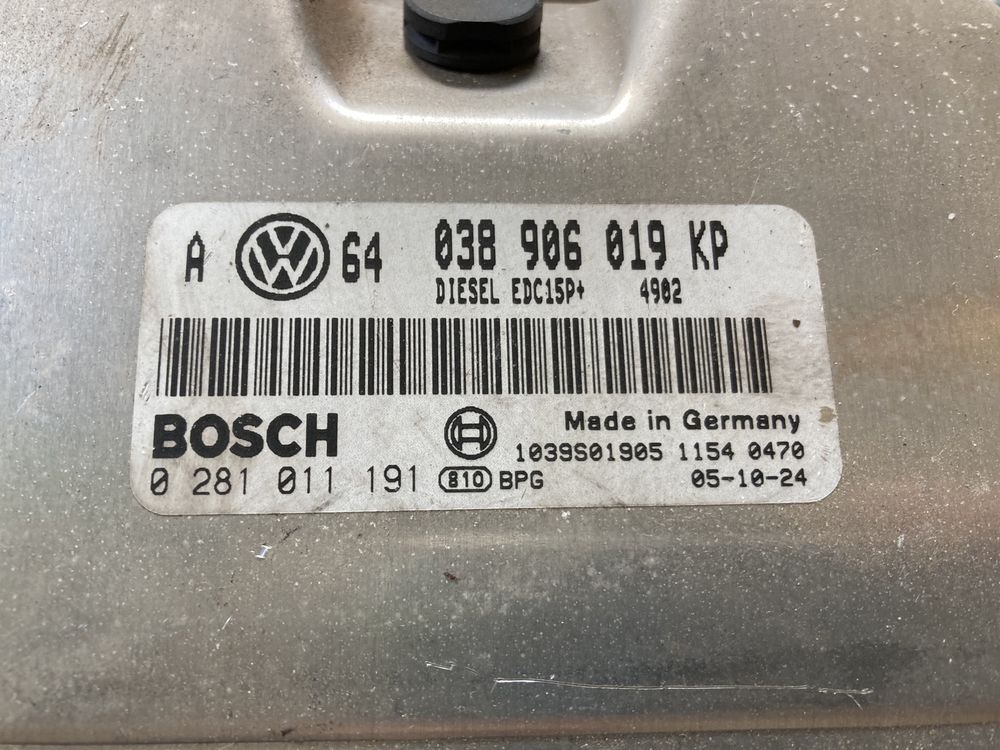 A VW 64 038 906 019 KP
DIESEL EDC15P+ 4902
BOSCH Made in Germany
1039S01905 1154 0470
0 281 011 191 810 BPG 05-10-24